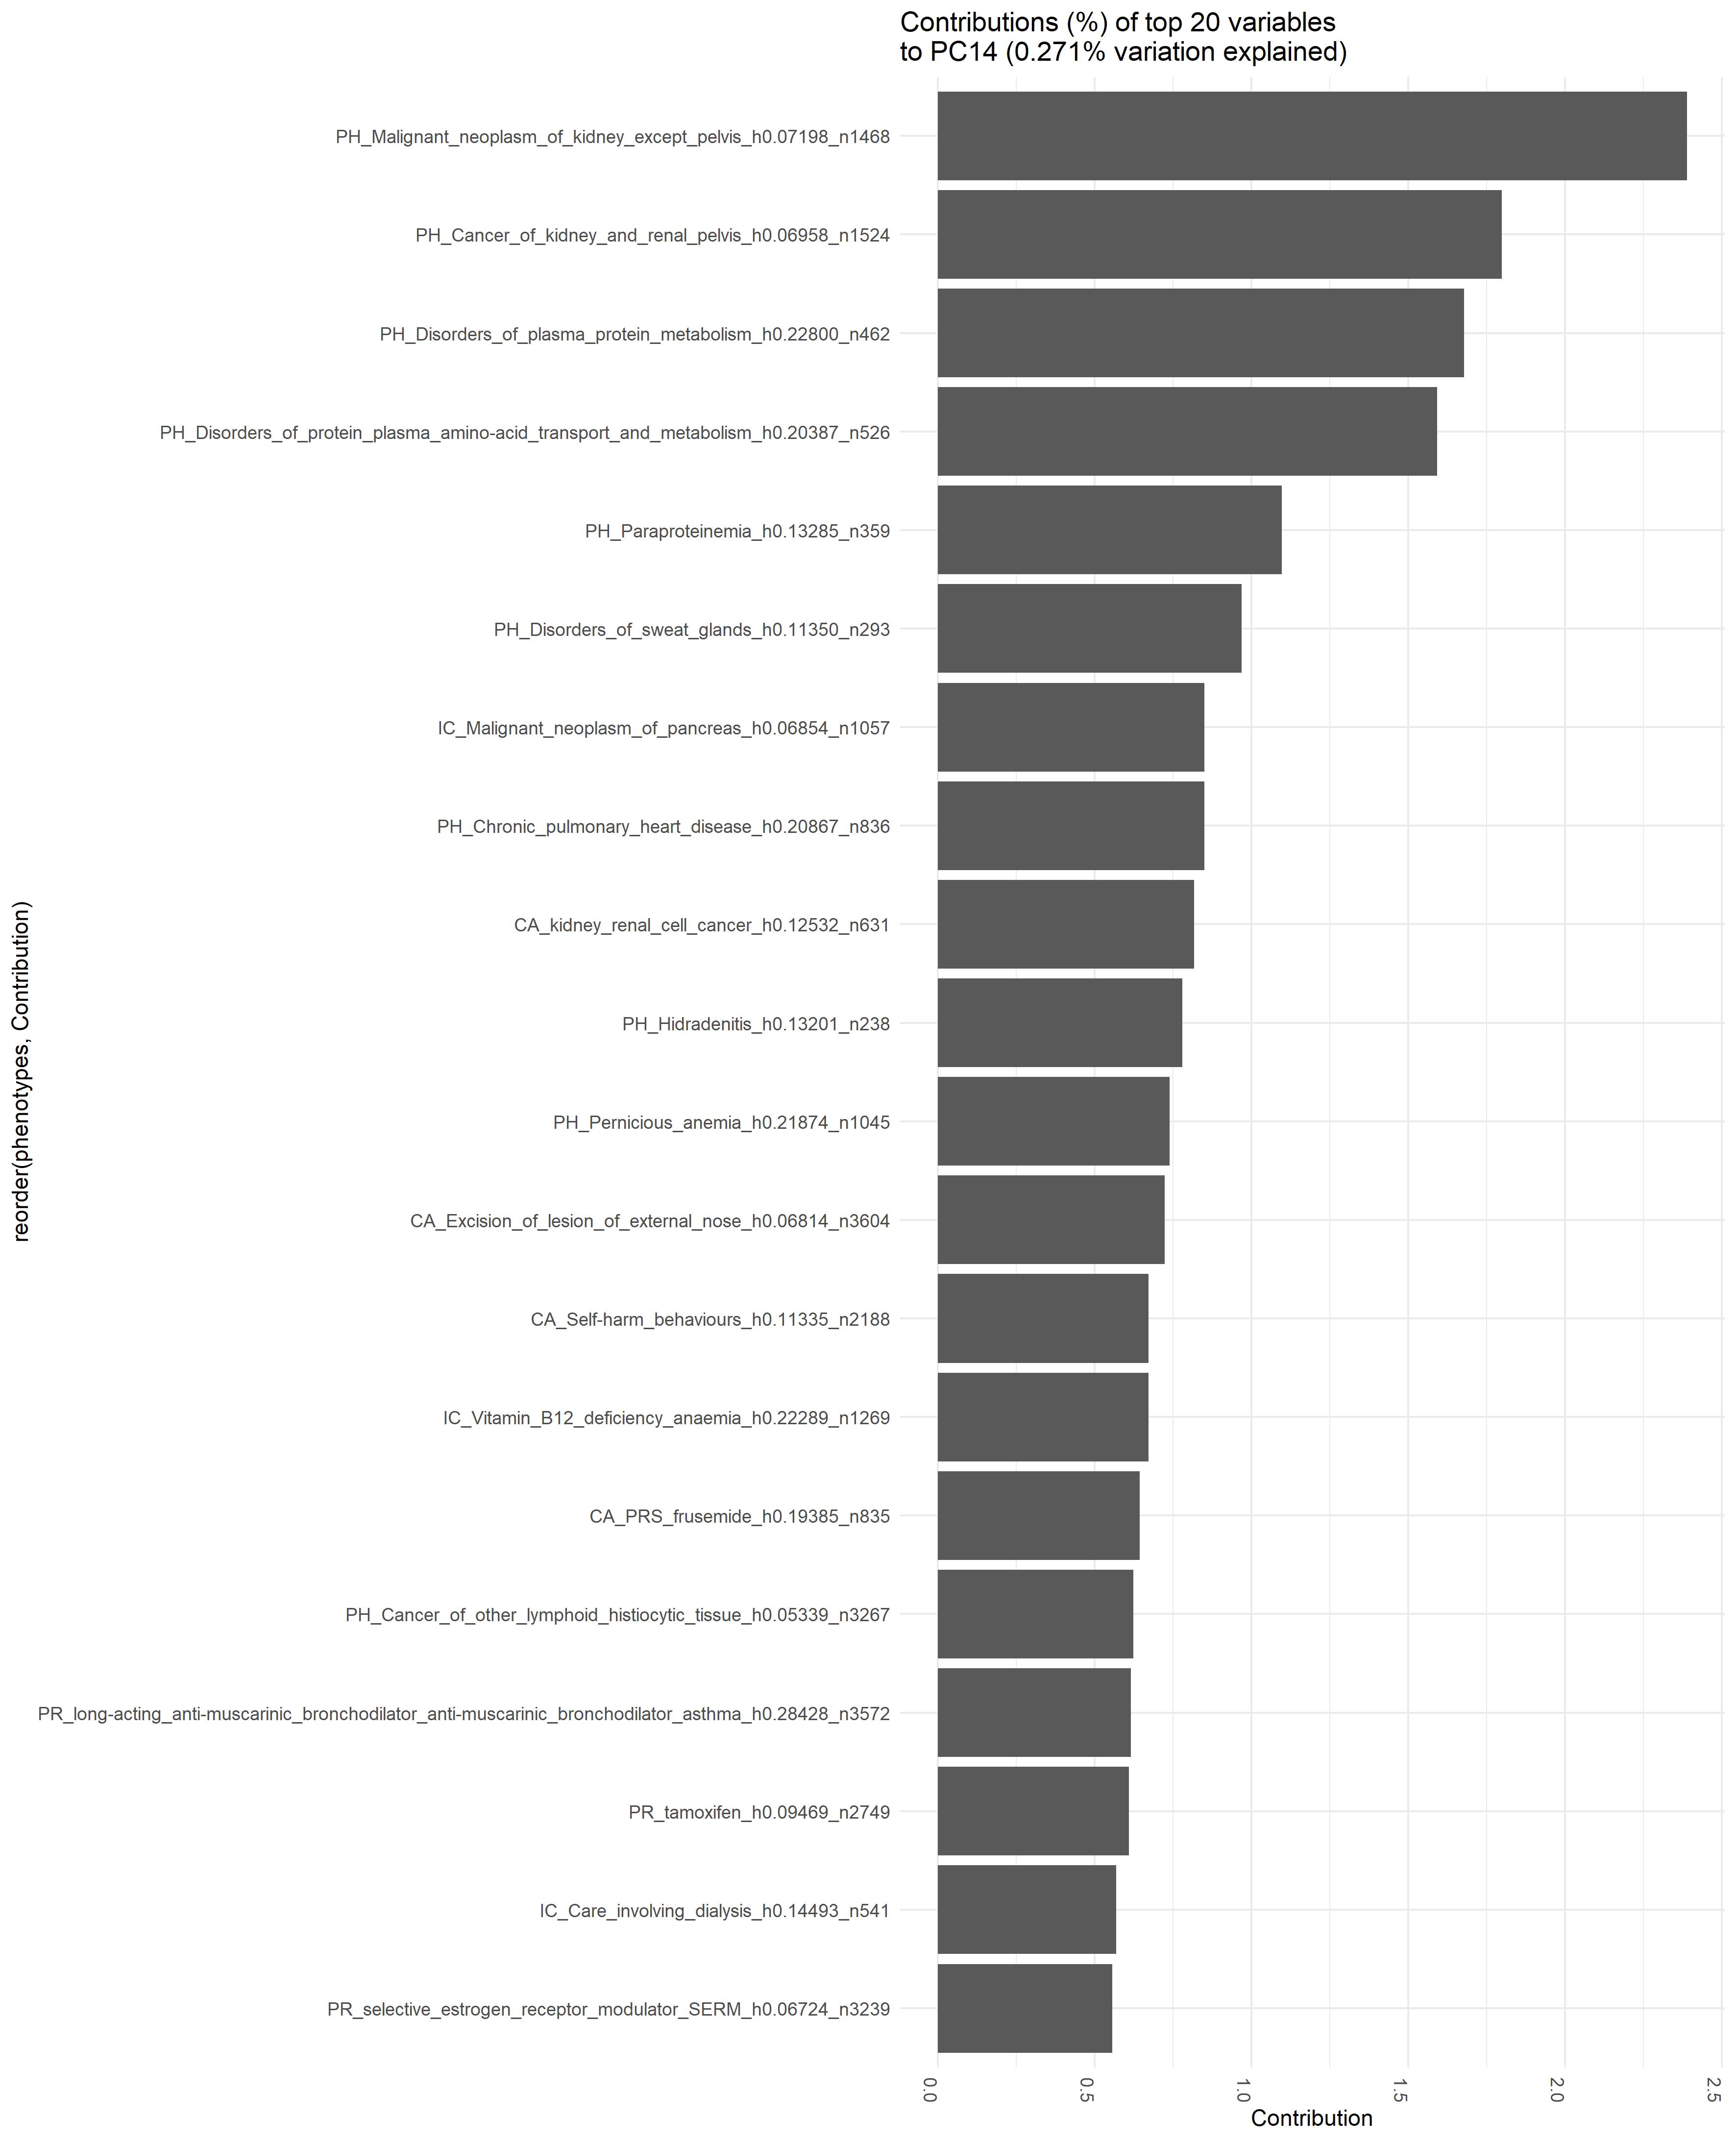 Contributions (%) of top 20 variables
to PC14 (0.271% variation explained)
PH_Malignant_neoplasm_of_kidney_except_pelvis_h0.07198_n1468
PH_Cancer_of_kidney_and_renal_pelvis_h0.06958_n1524
PH_Disorders_of_plasma_protein_metabolism_h0.22800_n462
PH_Disorders_of_protein_plasma_amino-acid_transport_and_metabolism_h0.20387_n526
PH_Paraproteinemia_h0.13285_n359
PH_Disorders_of_sweat_glands_h0.11350_n293
IC_Malignant_neoplasm_of_pancreas_h0.06854_n1057
PH_Chronic_pulmonary_heart_disease_h0.20867_n836
CA_kidney_renal_cell_cancer_h0.12532_n631
PH_Hidradenitis_h0.13201_n238
PH_Pernicious_anemia_h0.21874_n1045
CA_Excision_of_lesion_of_external_nose_h0.06814_n3604
CA_Self-harm_behaviours_h0.11335_n2188
IC_Vitamin_B12_deficiency_anaemia_h0.22289_n1269
CA_PRS_frusemide_h0.19385_n835
PH_Cancer_of_other_lymphoid_histiocytic_tissue_h0.05339_n3267
PR_long-acting_anti-muscarinic_bronchodilator_anti-muscarinic_bronchodilator_asthma_h0.28428_n3572
PR_tamoxifen_h0.09469_n2749
IC_Care_involving_dialysis_h0.14493_n541
PR_selective_estrogen_receptor_modulator_SERM_h0.06724_n3239
reorder(phenotypes, Contribution)
0.0
0.5
1.0
1.5
2.0
2.5
Contribution